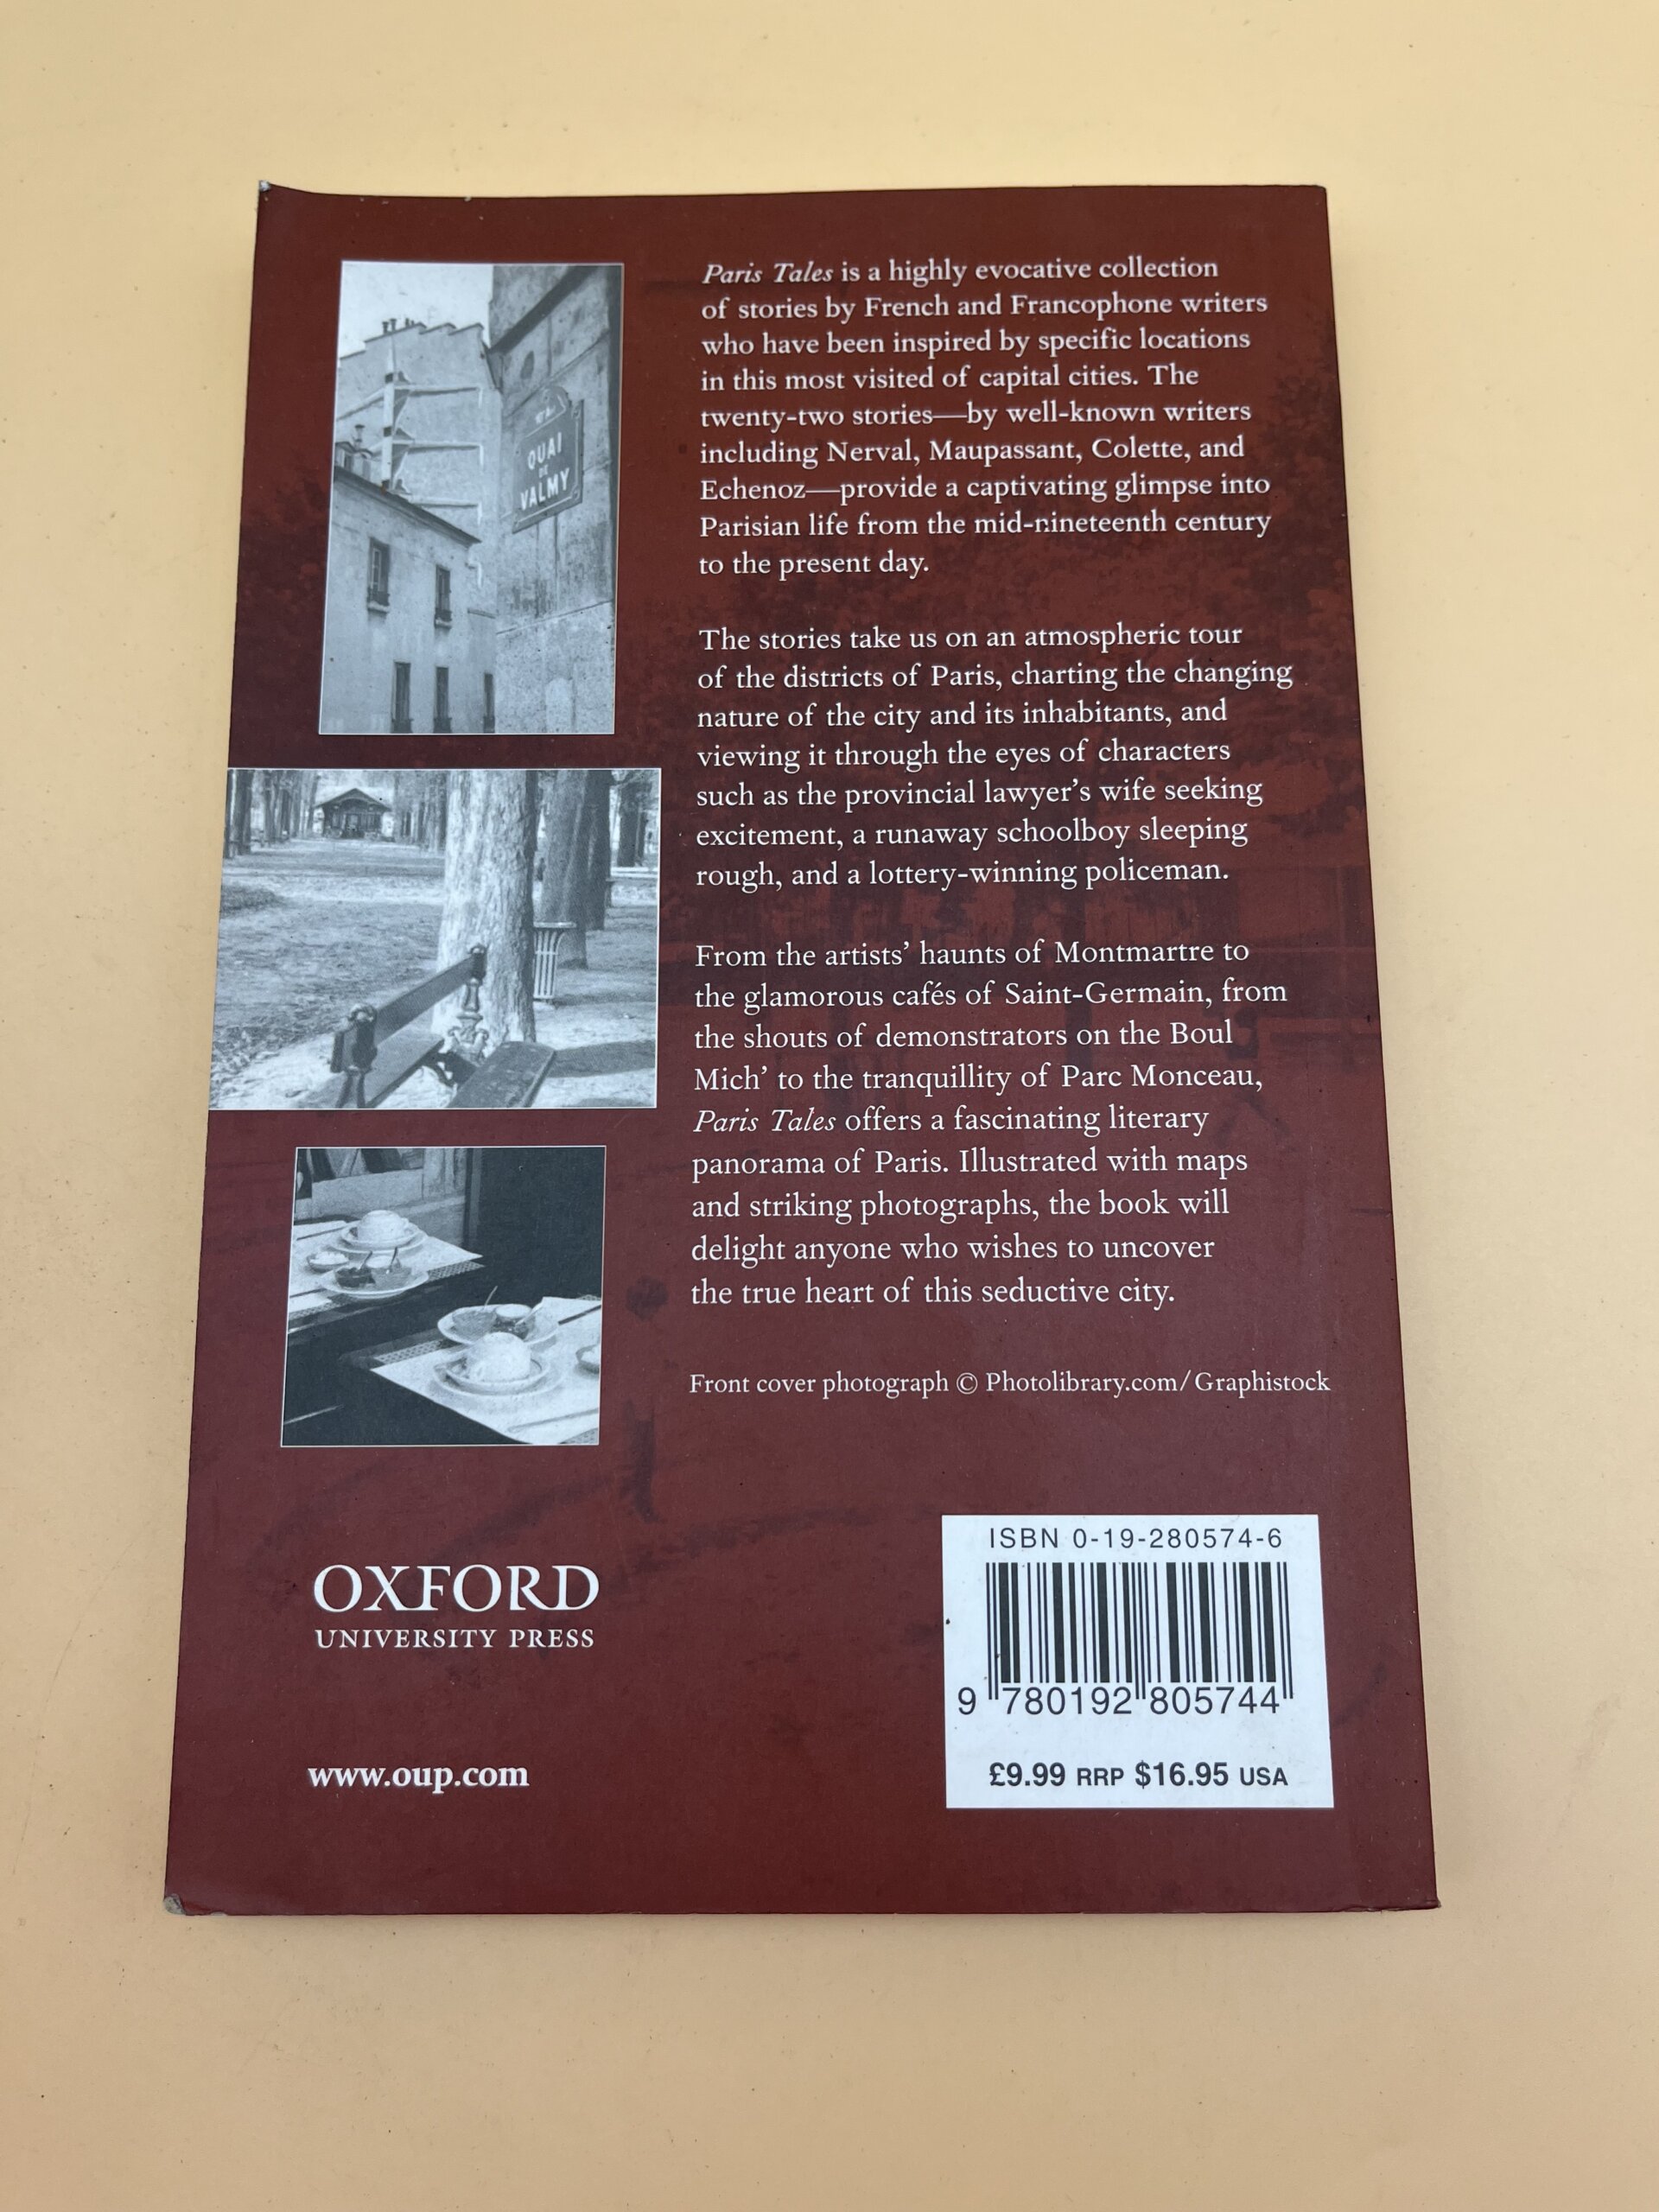 QUAI
DE
VALMY
Paris Tales is a highly evocative collection
of stories by French and Francophone writers
who have been inspired by specific locations
in this most visited of capital cities. The
twenty-two stories—by well-known writers
including Nerval, Maupassant, Colette, and
Echenoz—provide a captivating glimpse into
Parisian life from the mid-nineteenth century
to the present day.
The stories take us on an atmospheric tour
of the districts of Paris, charting the changing
nature of the city and its inhabitants, and
viewing it through the eyes of characters
such as the provincial lawyer's wife seeking
excitement, a runaway schoolboy sleeping
rough, and a lottery-winning policeman.
From the artists' haunts of Montmartre to
the glamorous cafés of Saint-Germain, from
the shouts of demonstrators on the Boul
Mich' to the tranquillity of Parc Monceau,
Paris Tales offers a fascinating literary
panorama of Paris. Illustrated with maps
and striking photographs, the book will
delight anyone who wishes to uncover
the true heart of this seductive city.
Front cover photograph © Photolibrary.com/Graphistock
OXFORD
UNIVERSITY PRESS
www.oup.com
ISBN 0-19-280574-6
9 780192 805744
£9.99 RRP $16.95 USA